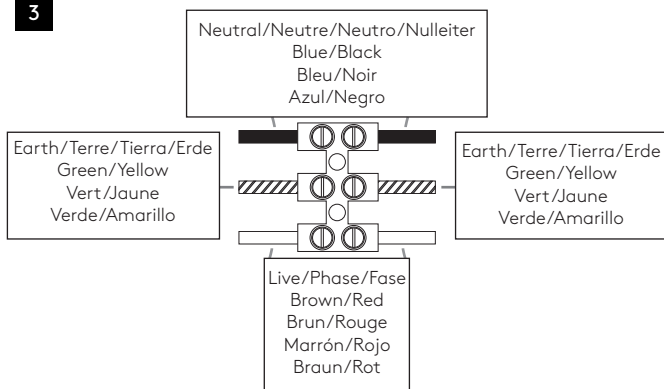 3
Neutral/Neutre/Neutro/Nulleiter
Blue/Black
Bleu/Noir
Azul/Negro
Earth/Terre/Tierra/Erde
Green/Yellow
Vert/Jaune
Verde/Amarillo
Earth/Terre/Tierra/Erde
Green/Yellow
Vert/Jaune
Verde/Amarillo
Live/Phase/Fase
Brown/Red
Brun/Rouge
Marrón/Rojo
Braun/Rot